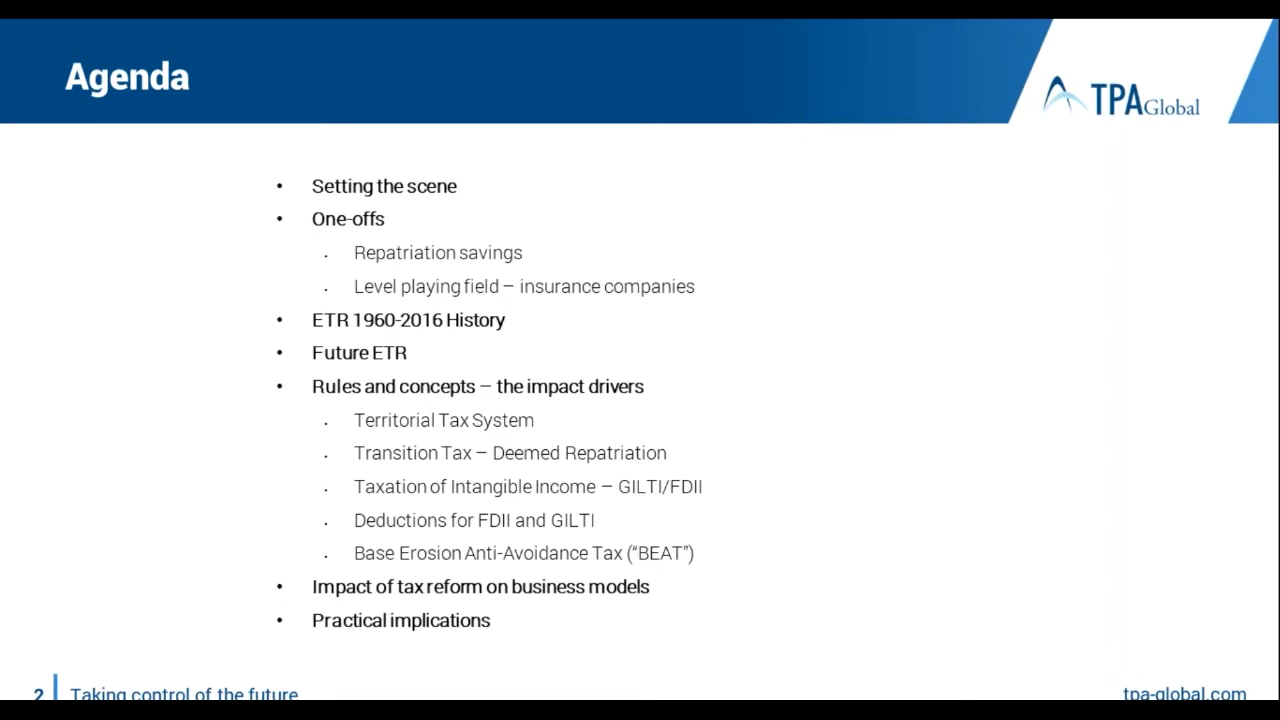 Agenda
TPA Global
• Setting the scene
• One-offs
• Repatriation savings
• Level playing field – insurance companies
• ETR 1960-2016 History
• Future ETR
• Rules and concepts – the impact drivers
• Territorial Tax System
• Transition Tax – Deemed Repatriation
• Taxation of Intangible Income – GILTI/FDII
• Deductions for FDII and GILTI
• Base Erosion Anti-Avoidance Tax (“BEAT”)
• Impact of tax reform on business models
• Practical implications
2 Taking control of the future
tpa-global.com